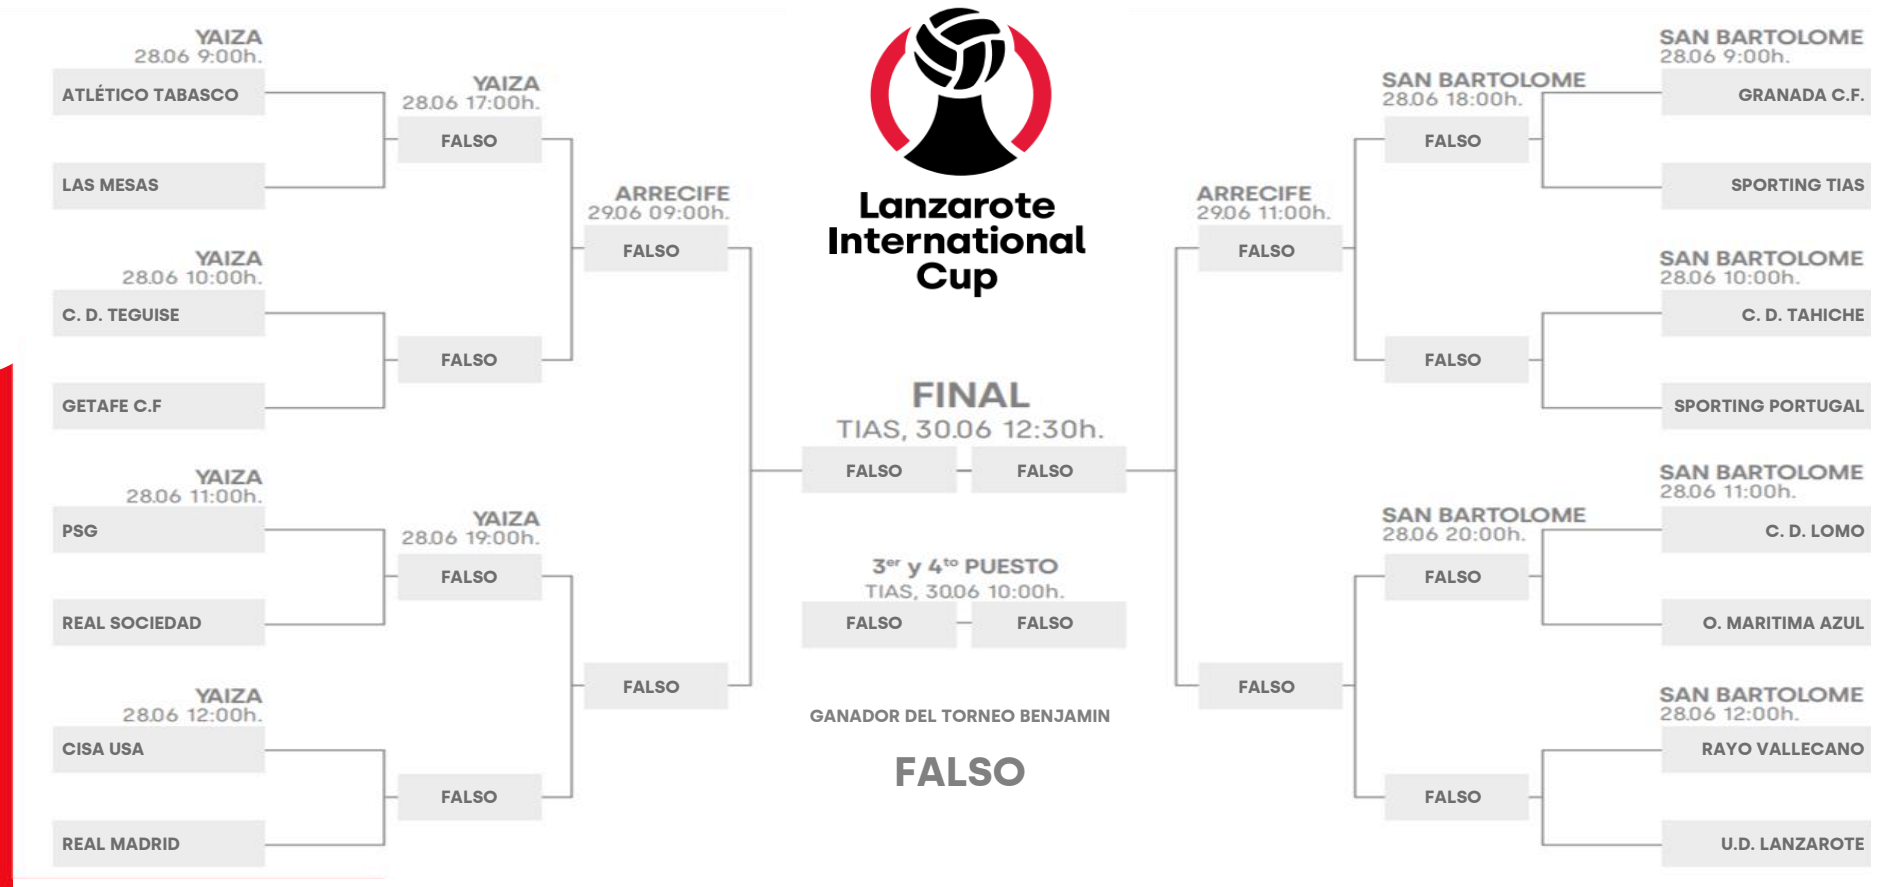 YAIZA
28.06 9:00h.
ATLÉTICO TABASCO
LAS MESAS
YAIZA
28.06 10:00h.
C. D. TEGUISE
GETAFE C.F
YAIZA
28.06 11:00h.
PSG
REAL SOCIEDAD
YAIZA
28.06 12:00h.
CISA USA
REAL MADRID
YAIZA
28.06 17:00h.
FALSO
FALSO
YAIZA
28.06 19:00h.
FALSO
FALSO
ARRECIFE
29.06 09:00h.
FALSO
FALSO
Lanzarote
International
Cup
FINAL
TIAS, 30.06 12:30h.
FALSO FALSO
3er y 4to PUESTO
TIAS, 30.06 10:00h.
FALSO FALSO
GANADOR DEL TORNEO BENJAMIN
FALSO
ARRECIFE
29.06 11:00h.
FALSO
FALSO
SAN BARTOLOME
28.06 18:00h.
FALSO
FALSO
SAN BARTOLOME
28.06 20:00h.
FALSO
FALSO
SAN BARTOLOME
28.06 9:00h.
GRANADA C.F.
SPORTING TIAS
SAN BARTOLOME
28.06 10:00h.
C. D. TAHICHE
SPORTING PORTUGAL
SAN BARTOLOME
28.06 11:00h.
C. D. LOMO
O. MARITIMA AZUL
SAN BARTOLOME
28.06 12:00h.
RAYO VALLECANO
U.D. LANZAROTE